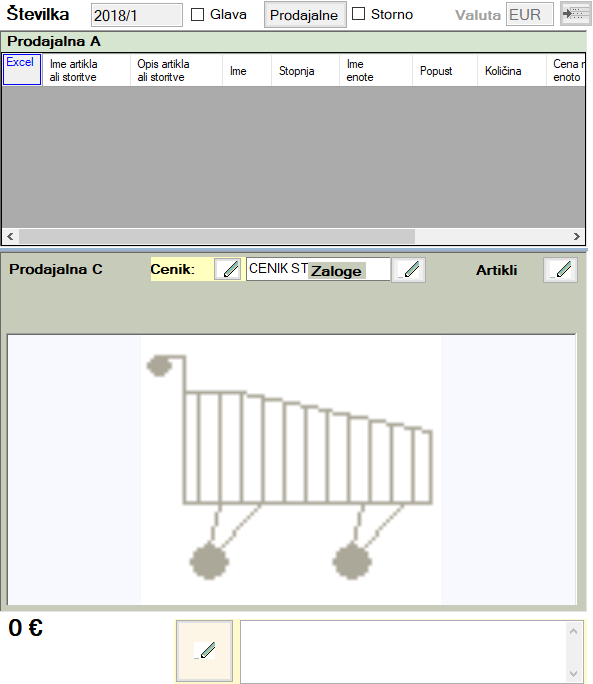 Številka 2018/1 Glava Prodajalne Storno Valuta EUR
Prodajalna A
Excel Ime artikla ali storitve Opis artikla ali storitve Ime Stopnja Ime enote Popust Količina Cena enoto
Prodajalna C Cenik: CENIK ST Zaloge Artikli
0 €